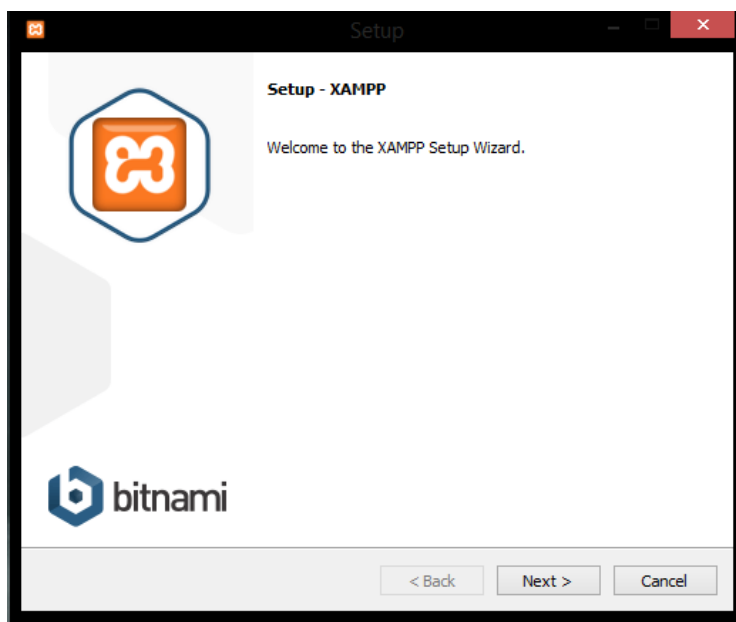 Setup
Setup - XAMPP
Welcome to the XAMPP Setup Wizard.
bitnami
< Back Next > Cancel